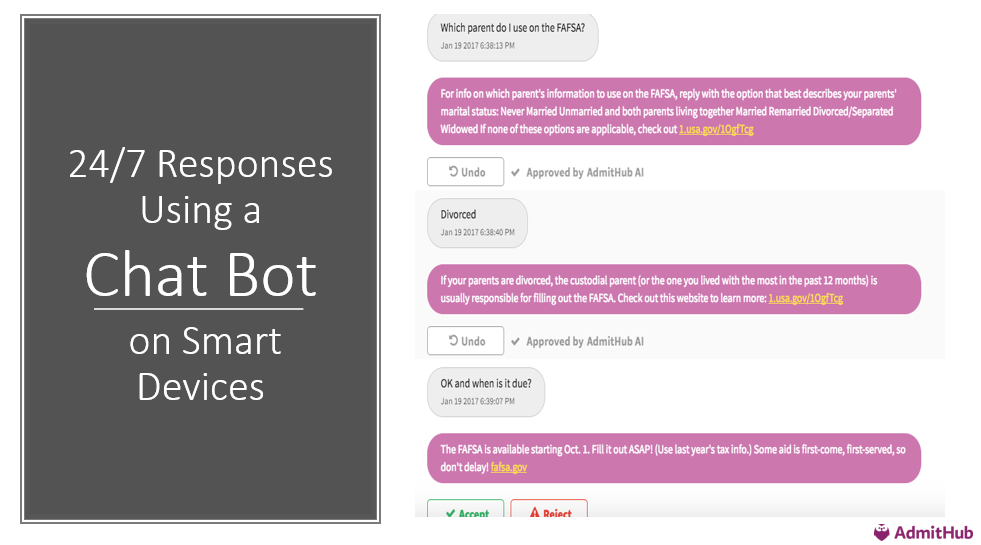 24/7 Responses
Using a
Chat Bot
on Smart
Devices
Which parent do I use on the FAFSA?
Jan 19 2017 6:38:13 PM
For info on which parent's information to use on the FAFSA, reply with the option that best describes your parents'
marital status: Never Married Unmarried and both parents living together Married Remarried Divorced/Separated
Widowed If none of these options are applicable, check out 1.usa.gov/1OgfTcg
Undo
Approved by AdmitHub AI
Divorced
Jan 19 2017 6:38:40 PM
If your parents are divorced, the custodial parent (or the one you lived with the most in the past 12 months) is
usually responsible for filling out the FAFSA. Check out this website to learn more: 1.usa.gov/1OgfTcg
Undo
Approved by AdmitHub AI
OK and when is it due?
Jan 19 2017 6:39:07 PM
The FAFSA is available starting Oct. 1. Fill it out ASAP! (Use last year's tax info.) Some aid is first-come, first-served, so
don't delay! fafsa.gov
Accept
Reject
AdmitHub